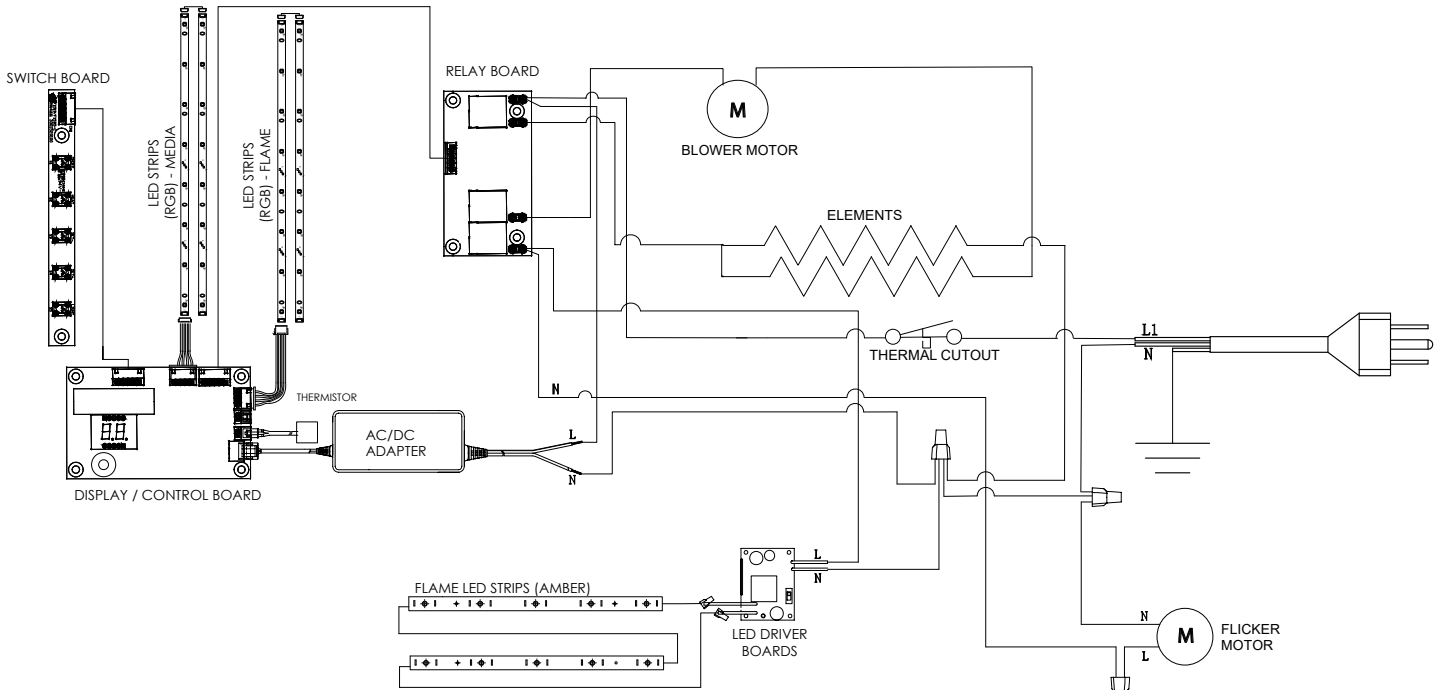 SWITCH BOARD
LED STRIPS
(RGB) - MEDIA
LED STRIPS
(RGB) - FLAME
RELAY BOARD
M
BLOWER MOTOR
ELEMENTS
THERMAL CUTOUT
L1
N
N
THERMISTOR
AC/DC
ADAPTER
L
N
DISPLAY / CONTROL BOARD
L
N
FLAME LED STRIPS (AMBER)
LED DRIVER
BOARDS
N
L
M
FLICKER
MOTOR